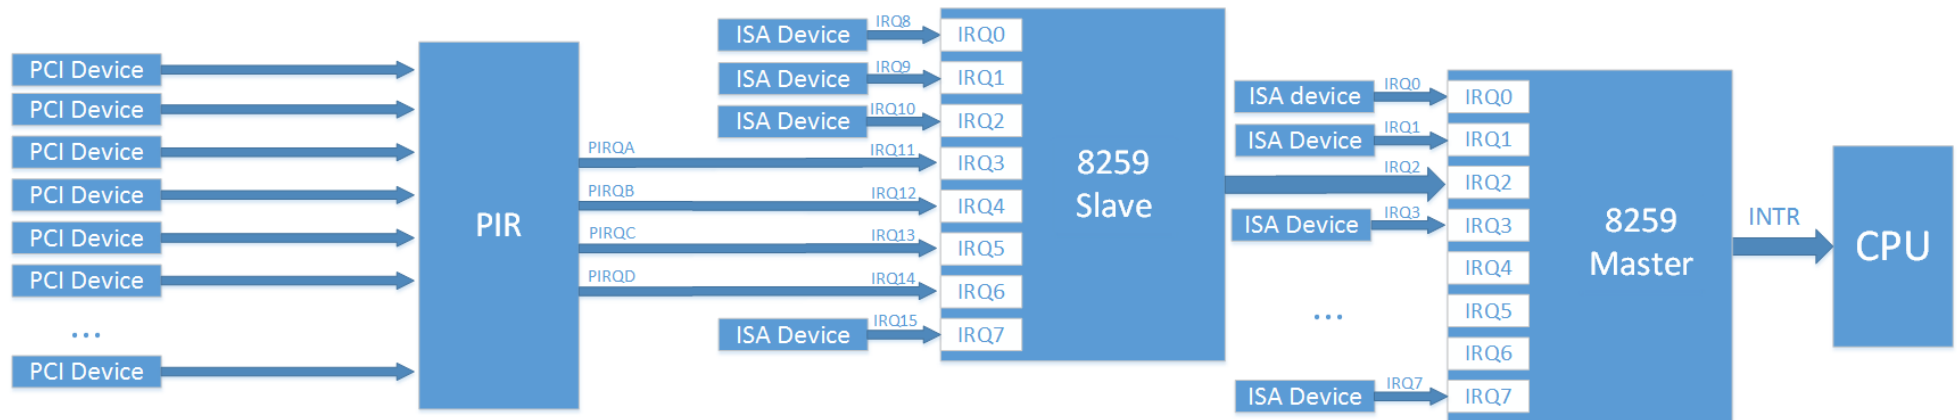 PCI Device
PCI Device
PCI Device
PCI Device
PCI Device
PCI Device
...
PCI Device
PIR
PIRQA
PIRQB
PIRQC
PIRQD
ISA Device
IRQ8
ISA Device
IRQ9
ISA Device
IRQ10
IRQ11
IRQ12
IRQ13
IRQ14
ISA Device
IRQ15
IRQ0
IRQ1
IRQ2
IRQ3
IRQ4
IRQ5
IRQ6
IRQ7
8259
Slave
ISA device
IRQ0
ISA Device
IRQ1
IRQ2
ISA Device
IRQ3
...
ISA Device
IRQ7
IRQ0
IRQ1
IRQ2
IRQ3
IRQ4
IRQ5
IRQ6
IRQ7
8259
Master
INTR
CPU